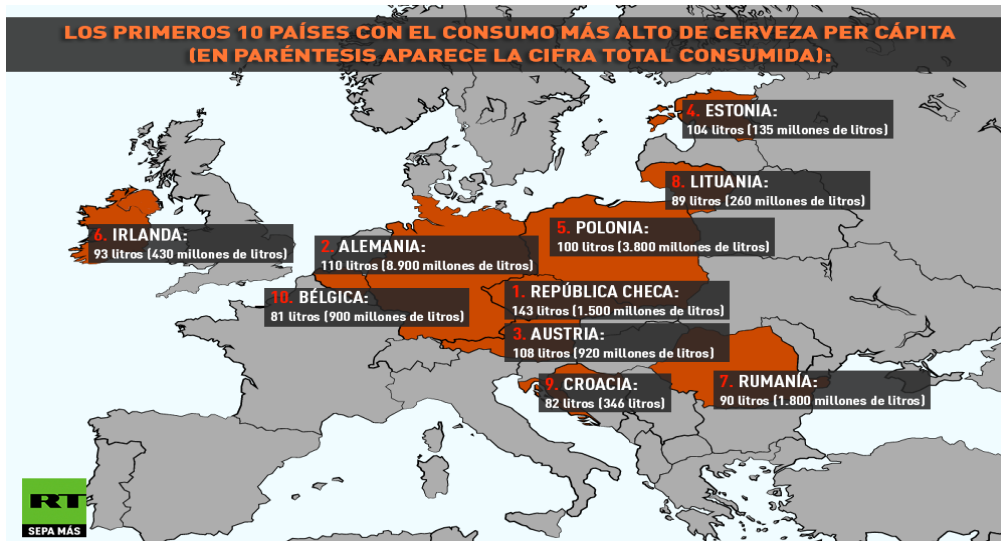 LOS PRIMEROS 10 PAÍSES CON EL CONSUMO MÁS ALTO DE CERVEZA PER CÁPITA
(EN PARÉNTESIS APARECE LA CIFRA TOTAL CONSUMIDA):
4. ESTONIA:
104 litros (135 millones de litros)
8. LITUANIA:
89 litros (260 millones de litros)
5. POLONIA:
100 litros (3.800 millones de litros)
6. IRLANDA:
93 litros (430 millones de litros)
2. ALEMANIA:
110 litros (8.900 millones de litros)
10. BÉLGICA:
81 litros (900 millones de litros)
1. REPÚBLICA CHECA:
143 litros (1.500 millones de litros)
3. AUSTRIA:
108 litros (920 millones de litros)
9. CROACIA:
82 litros (346 litros)
7. RUMANÍA:
90 litros (1.800 millones de litros)
RT
SEPA MÁS